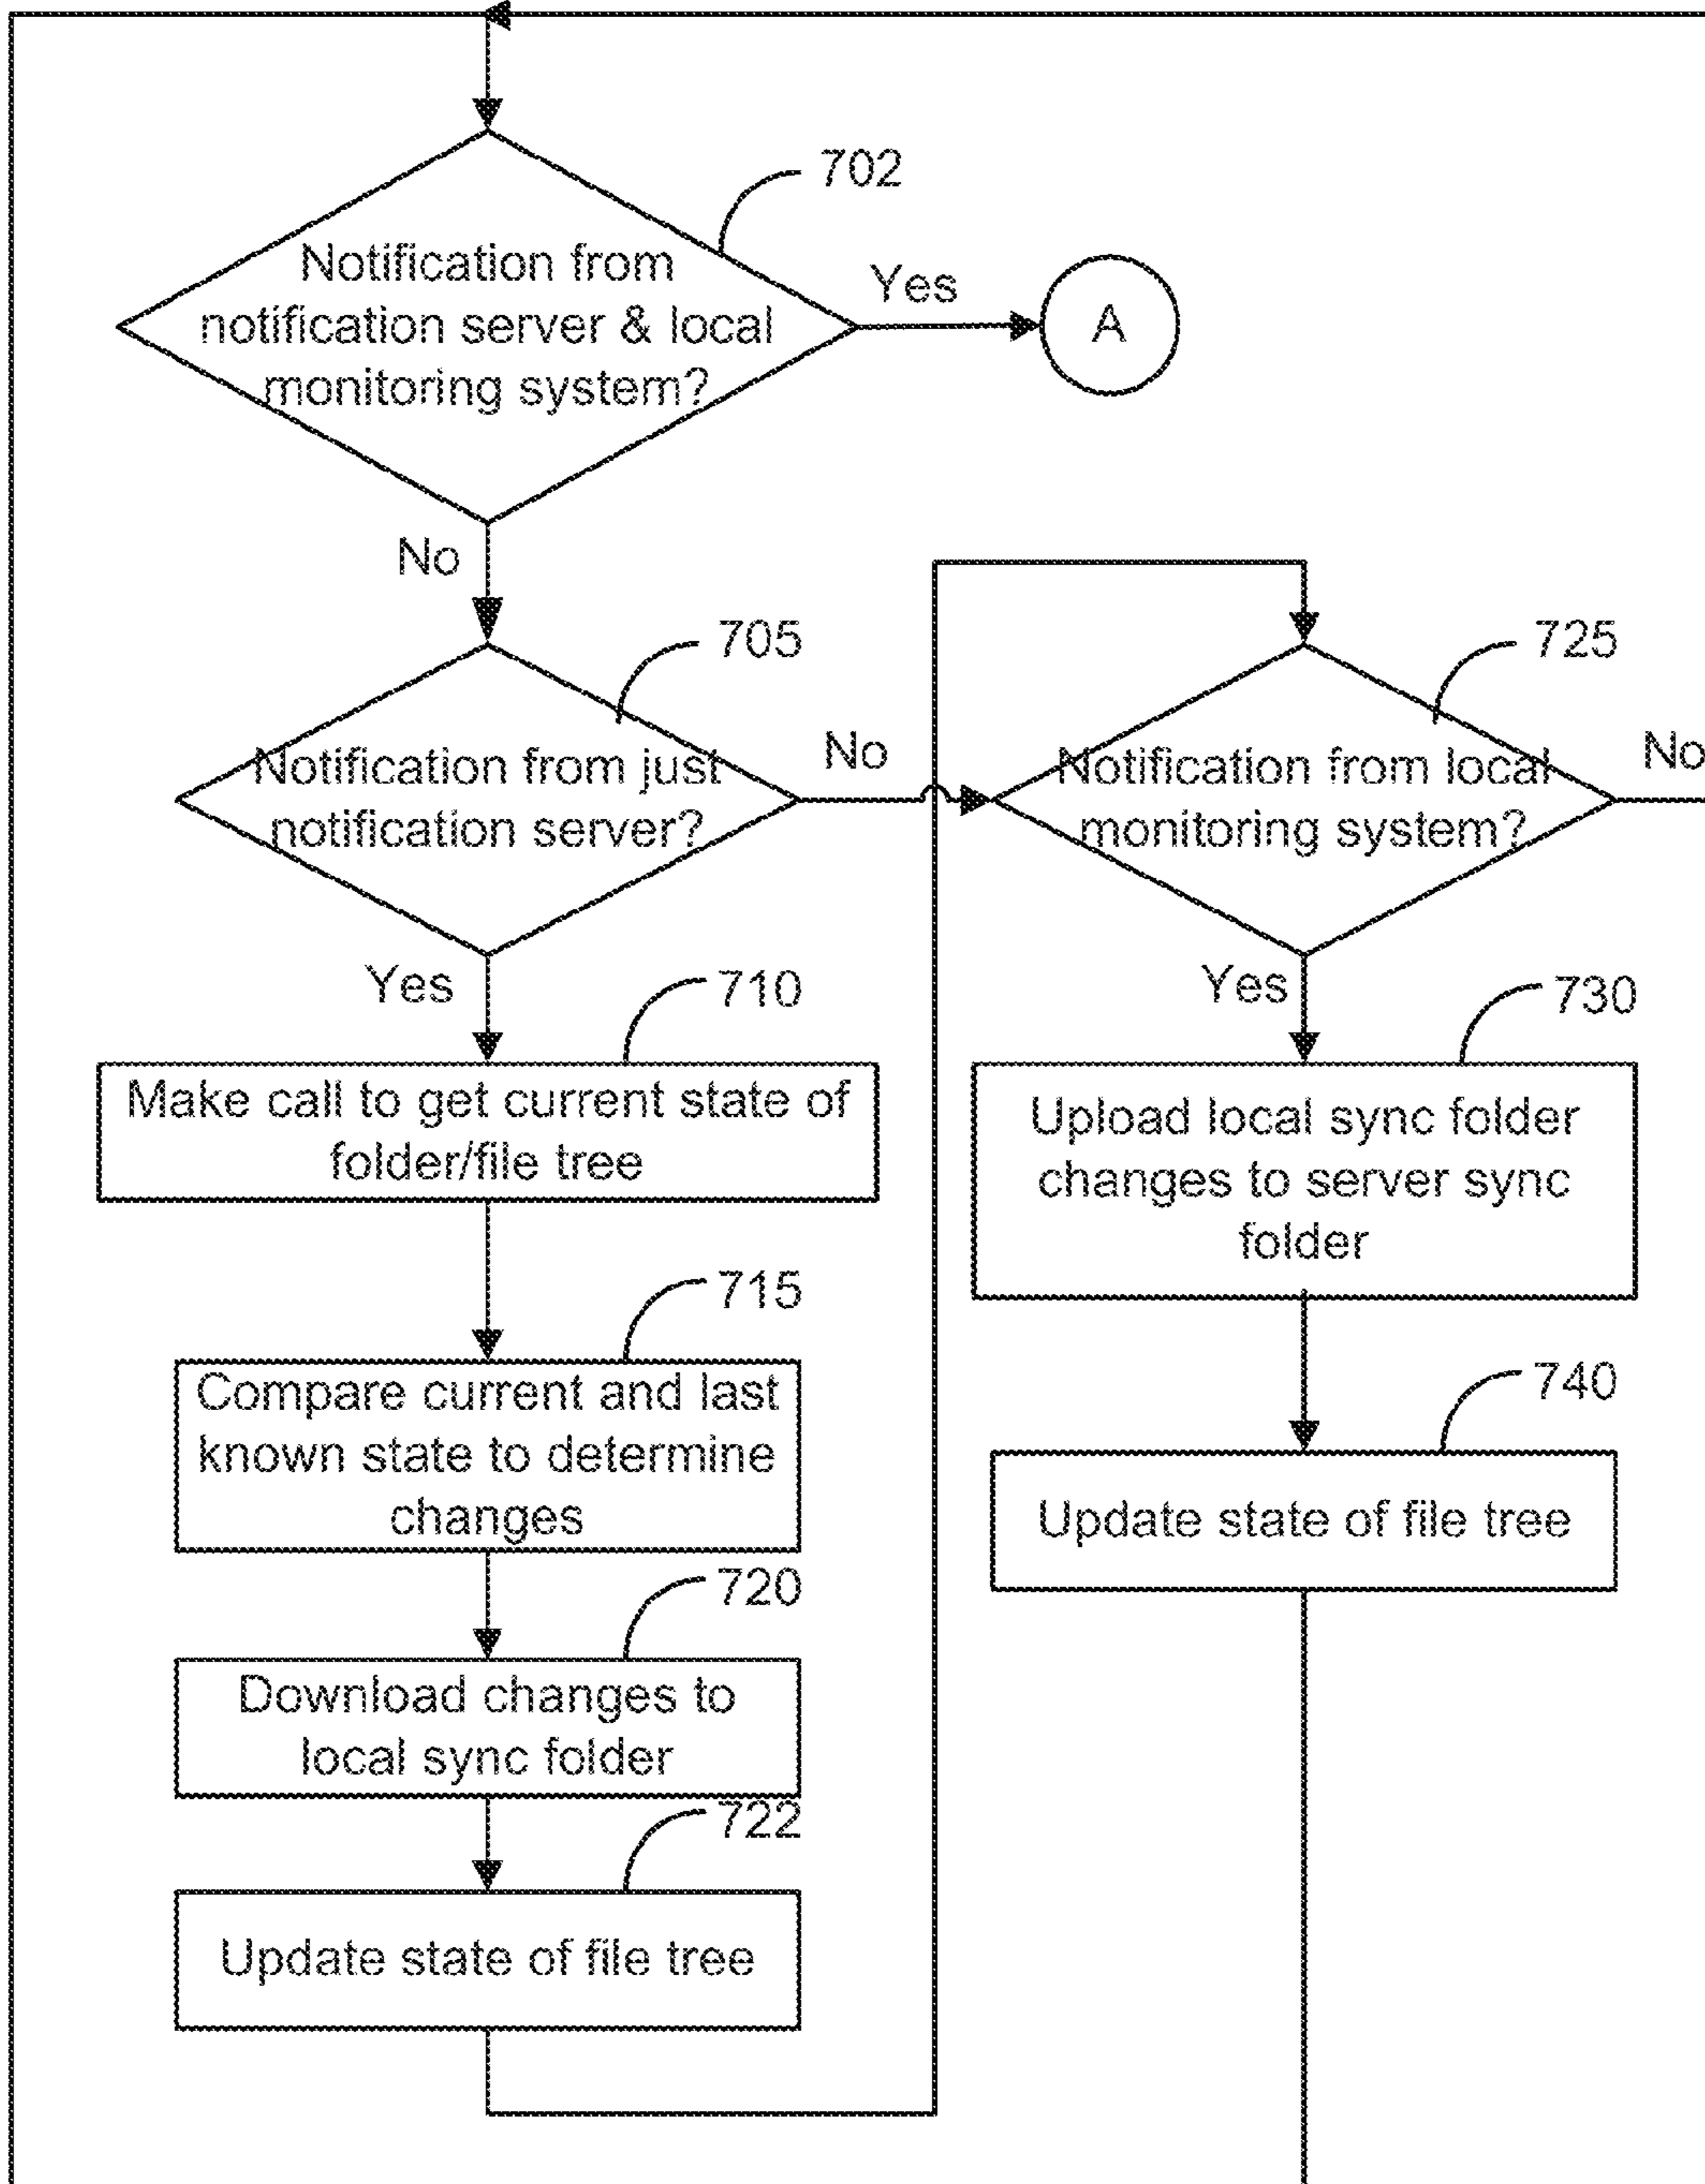 702
Notification from
notification server & local
monitoring system?
Yes
A
No
705
Notification from just
notification server?
No
725
Notification from local
monitoring system?
No
Yes
710
Make call to get current state of
folder/file tree
Yes
730
Upload local sync folder
changes to server sync
folder
715
Compare current and last
known state to determine
changes
740
Update state of file tree
720
Download changes to
local sync folder
722
Update state of file tree